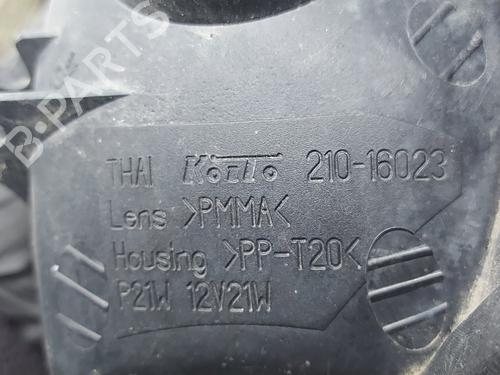 B-PARTS
THAI Koito 210-16023
Lens >PMMA<
Housing >PP-T20<
P21W 12V21W